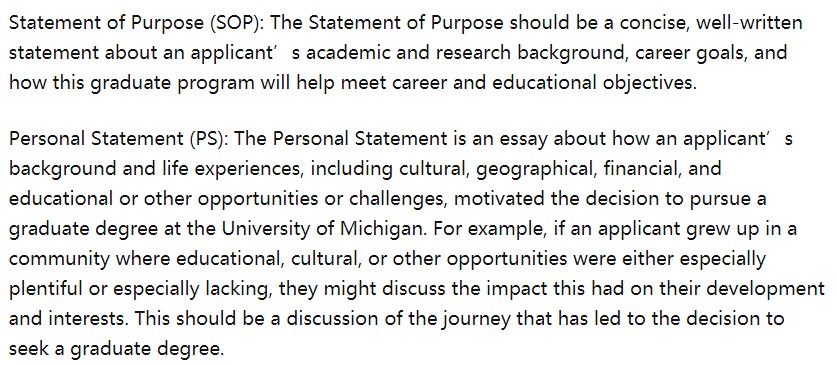 Statement of Purpose (SOP): The Statement of Purpose should be a concise, well-written
statement about an applicant’s academic and research background, career goals, and
how this graduate program will help meet career and educational objectives.
Personal Statement (PS): The Personal Statement is an essay about how an applicant’s
background and life experiences, including cultural, geographical, financial, and
educational or other opportunities or challenges, motivated the decision to pursue a
graduate degree at the University of Michigan. For example, if an applicant grew up in a
community where educational, cultural, or other opportunities were either especially
plentiful or especially lacking, they might discuss the impact this had on their development
and interests. This should be a discussion of the journey that has led to the decision to
seek a graduate degree.